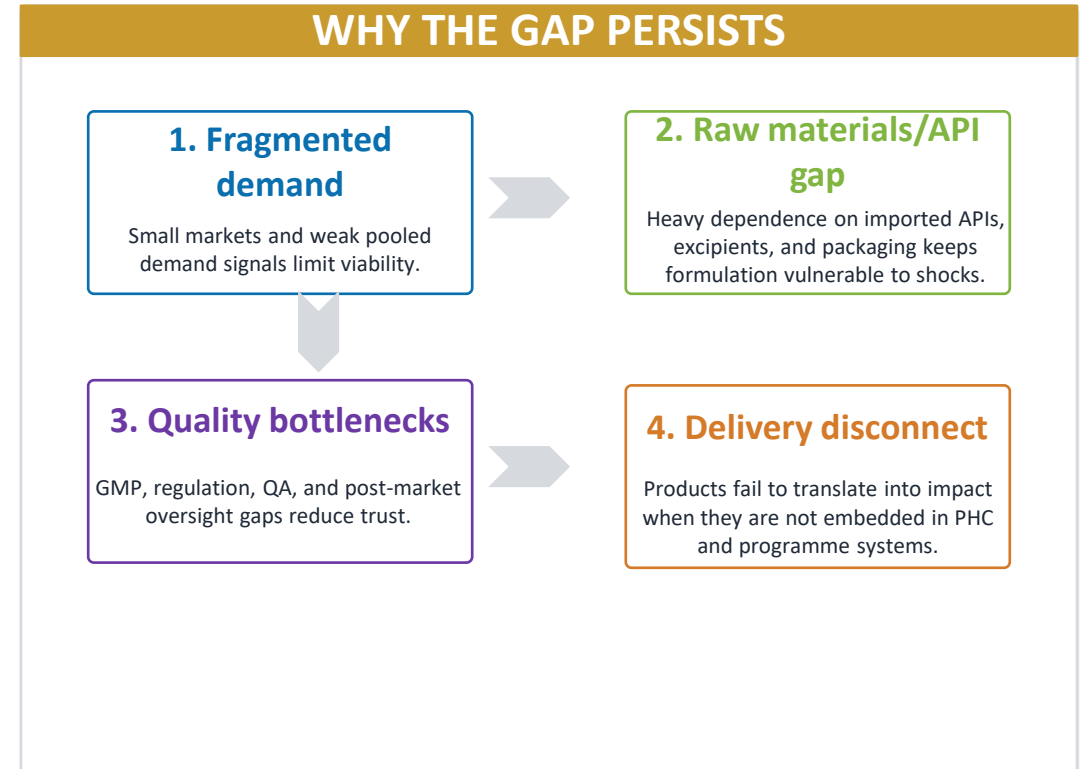 WHY THE GAP PERSISTS
1. Fragmented
demand
Small markets and weak pooled
demand signals limit viability.
2. Raw materials/API
gap
Heavy dependence on imported APIs,
excipients, and packaging keeps
formulation vulnerable to shocks.
3. Quality bottlenecks
GMP, regulation, QA, and post-market
oversight gaps reduce trust.
4. Delivery disconnect
Products fail to translate into impact
when they are not embedded in PHC
and programme systems.